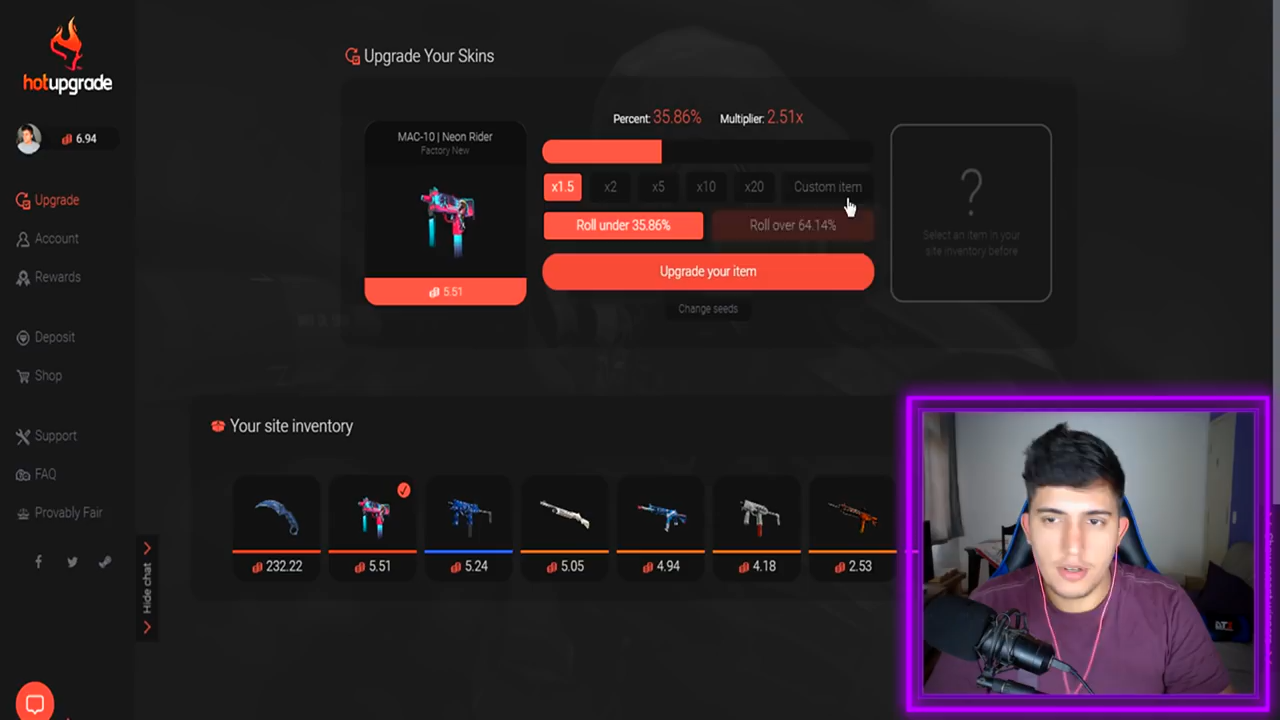 hotupgrade
6.94
Upgrade
Account
Rewards
Deposit
Shop
Support
FAQ
Provably Fair
Hide chat
Upgrade Your Skins
MAC-10 | Neon Rider
Factory New
5.51
Percent: 35.86% Multiplier: 2.51x
x1.5 x2 x5 x10 x20 Custom item
Roll under 35.86% Roll over 64.14%
Upgrade your item
Change seeds
?
Select an item in your
site inventory before
Your site inventory
232.22 5.51 5.24 5.05 4.94 4.18 2.53